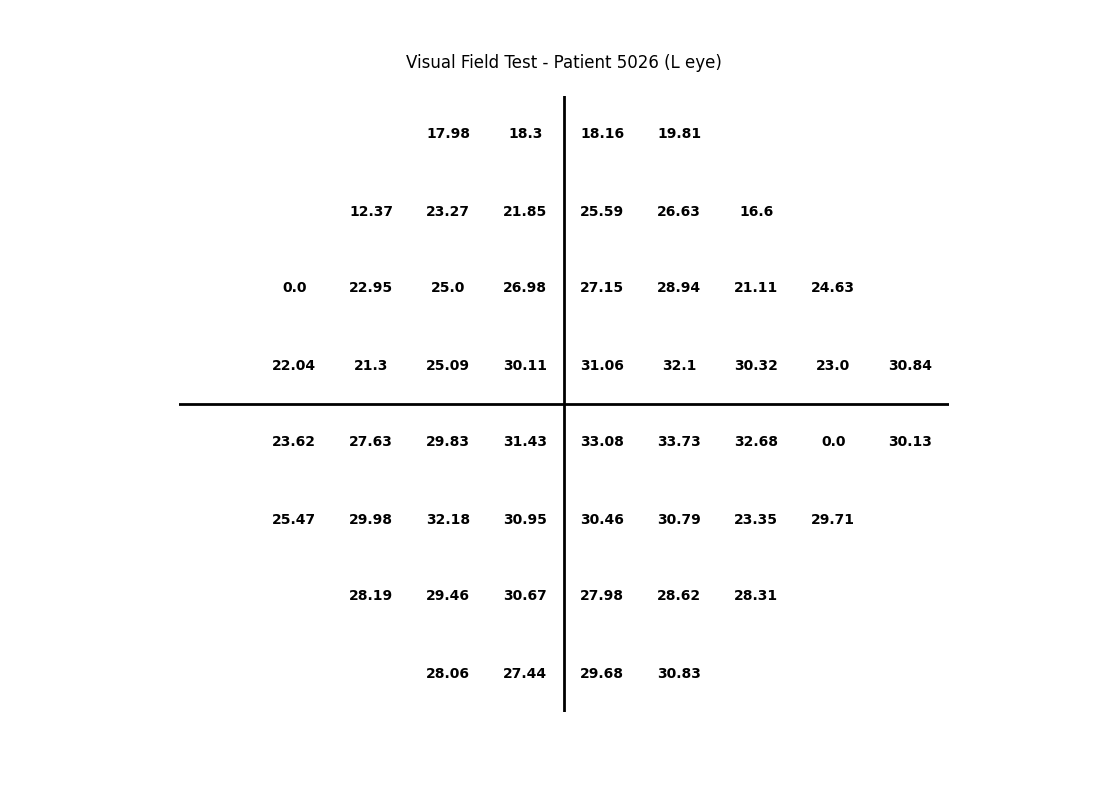 Visual Field Test - Patient 5026 (L eye)
17.98 18.3 18.16 19.81
12.37 23.27 21.85 25.59 26.63 16.6
0.0 22.95 25.0 26.98 27.15 28.94 21.11 24.63
22.04 21.3 25.09 30.11 31.06 32.1 30.32 23.0 30.84
23.62 27.63 29.83 31.43 33.08 33.73 32.68 0.0 30.13
25.47 29.98 32.18 30.95 30.46 30.79 23.35 29.71
28.19 29.46 30.67 27.98 28.62 28.31
28.06 27.44 29.68 30.83